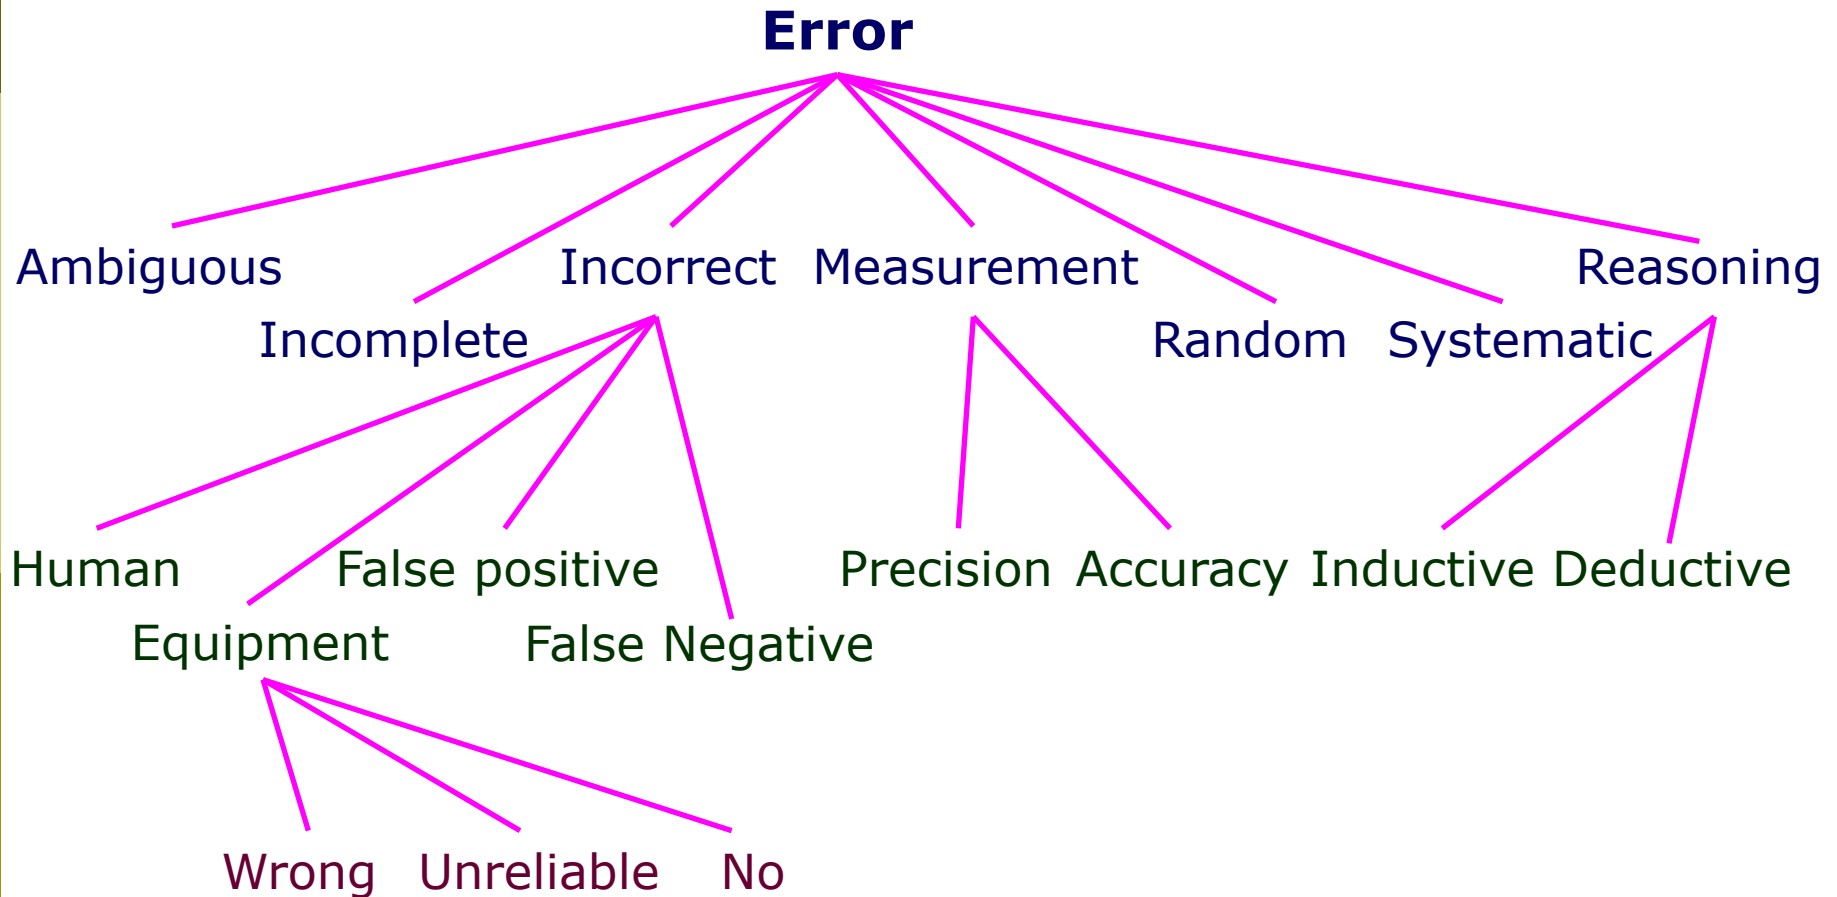 Error
Ambiguous Incorrect Measurement Reasoning
Incomplete Random Systematic
Human False positive Precision Accuracy Inductive Deductive
Equipment False Negative
Wrong Unreliable No